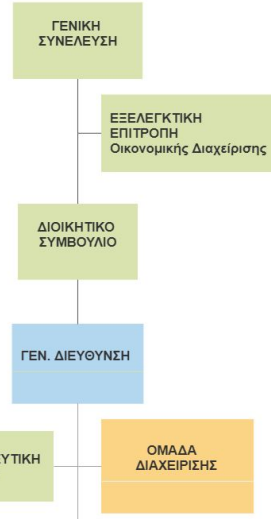 ΓΕΝΙΚΗ
ΣΥΝΕΛΕΥΣΗ
ΕΞΕΛΕΓΚΤΙΚΗ
ΕΠΙΤΡΟΠΗ
Οικονομικής Διαχείρισης
ΔΙΟΙΚΗΤΙΚΟ
ΣΥΜΒΟΥΛΙΟ
ΓΕΝ. ΔΙΕΥΘΥΝΣΗ
ΟΜΑΔΑ
ΔΙΑΧΕΙΡΙΣΗΣ